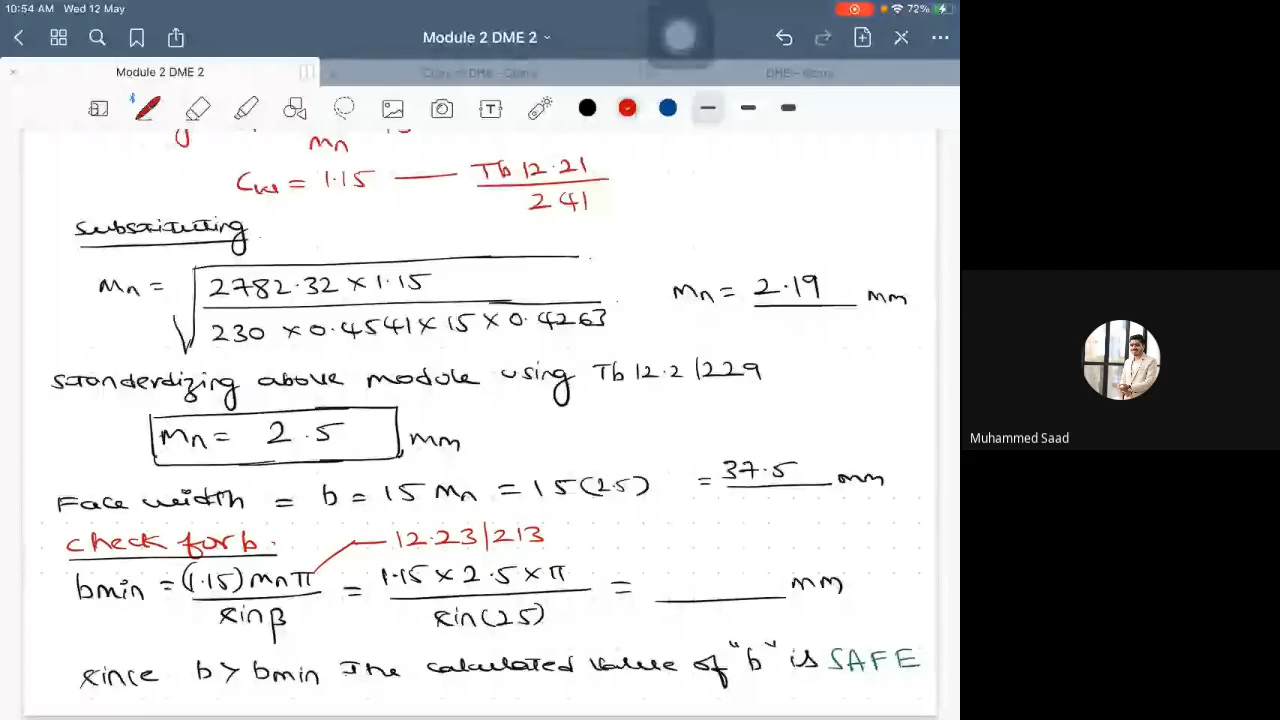 10:54 AM Wed 12 May
72%
Module 2 DME 2
Module 2 DME 2
mn
Cw = 1.15 — Tb 12.21 / 241
Substituting
mn = √(2782.32 × 1.15 / 230 × 0.4541 × 15 × 0.4263) mn = 2.19 mm
Standerdizing above module using Tb 12.2 / 229
mn = 2.5 mm
Face width = b = 15 mn = 15(2.5) = 37.5 mm
check for b. 12.23/213
bmin = (1.15) mn π / sin β = 1.15 × 2.5 × π / sin(25) = ______ mm
since b > bmin The calculated value of "b" is SAFE
Muhammed Saad